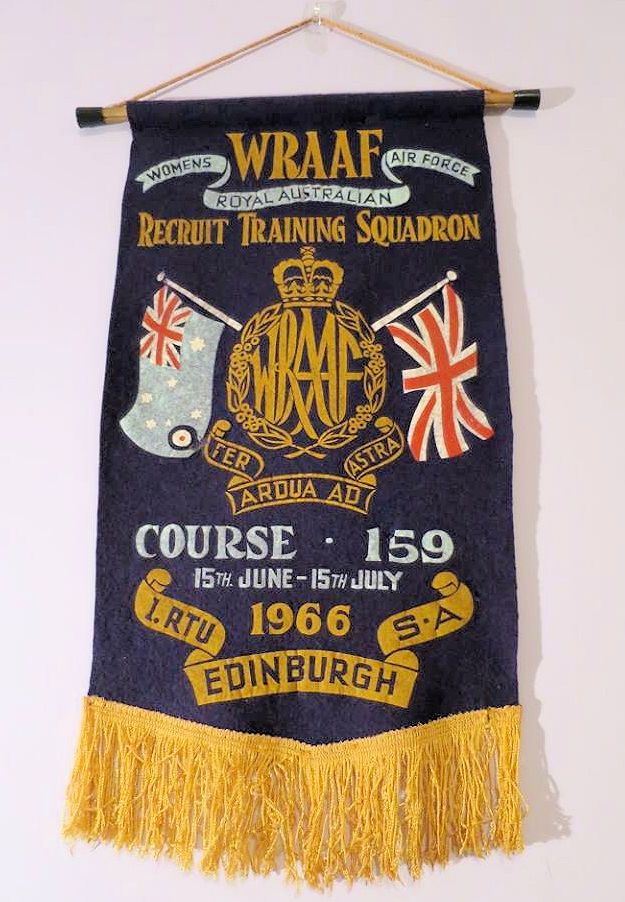 WRAAF
WOMENS ROYAL AUSTRALIAN AIR FORCE
RECRUIT TRAINING SQUADRON
WRAAF
PER ARDUA AD ASTRA
COURSE · 159
15TH. JUNE - 15TH JULY
1966
1. RTU EDINBURGH S·A